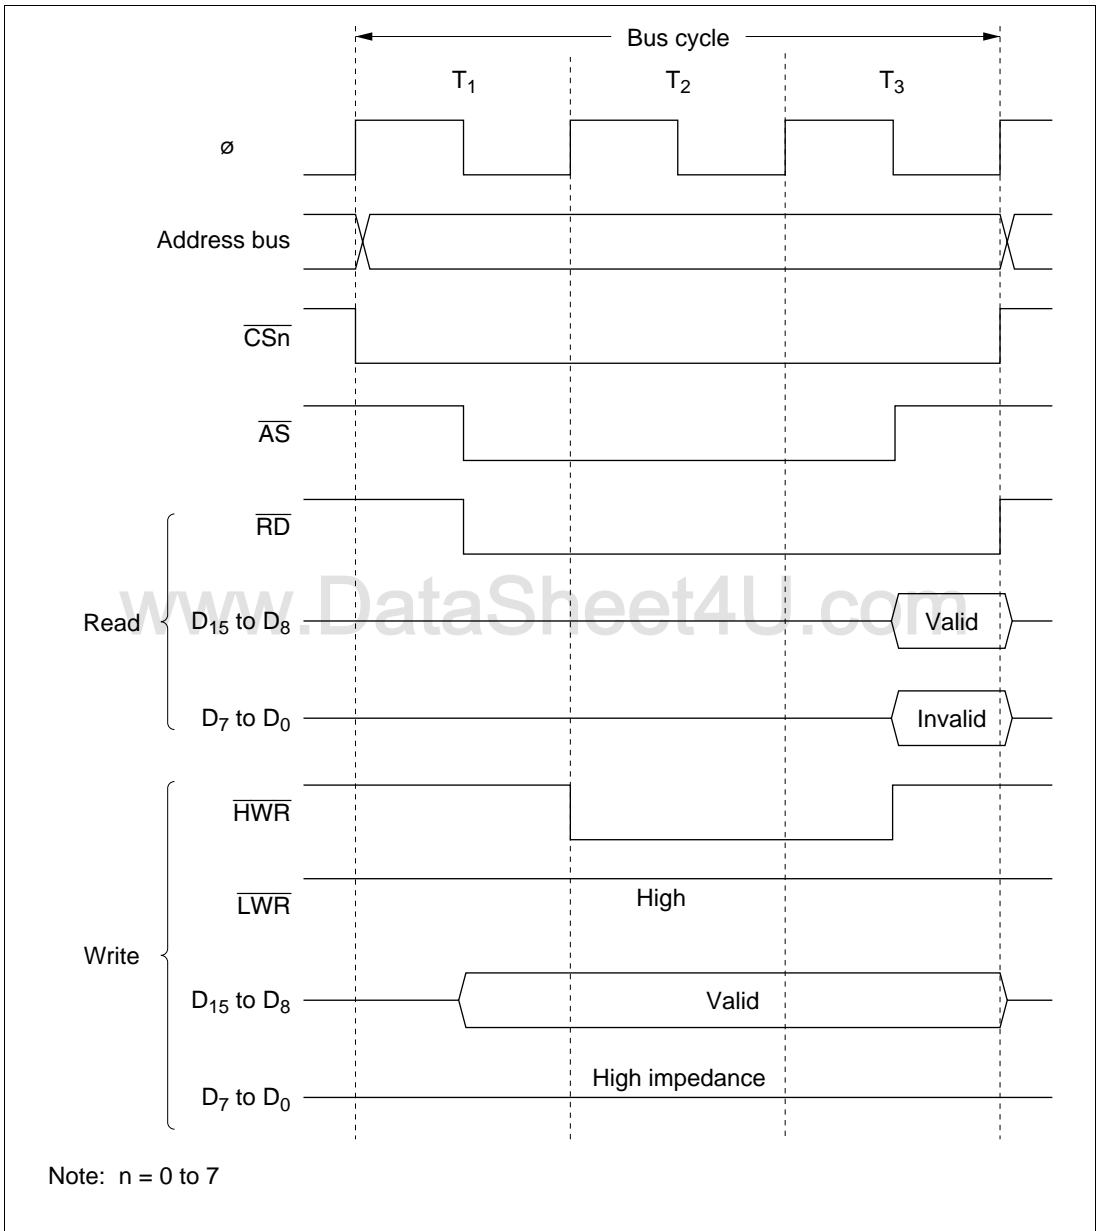 Bus cycle
T1 T2 T3
ø
Address bus
CSn
AS
RD
Read
D15 to D8
Valid
D7 to D0
Invalid
www.DataSheet4U.com
HWR
LWR
High
Write
D15 to D8
Valid
D7 to D0
High impedance
Note: n = 0 to 7